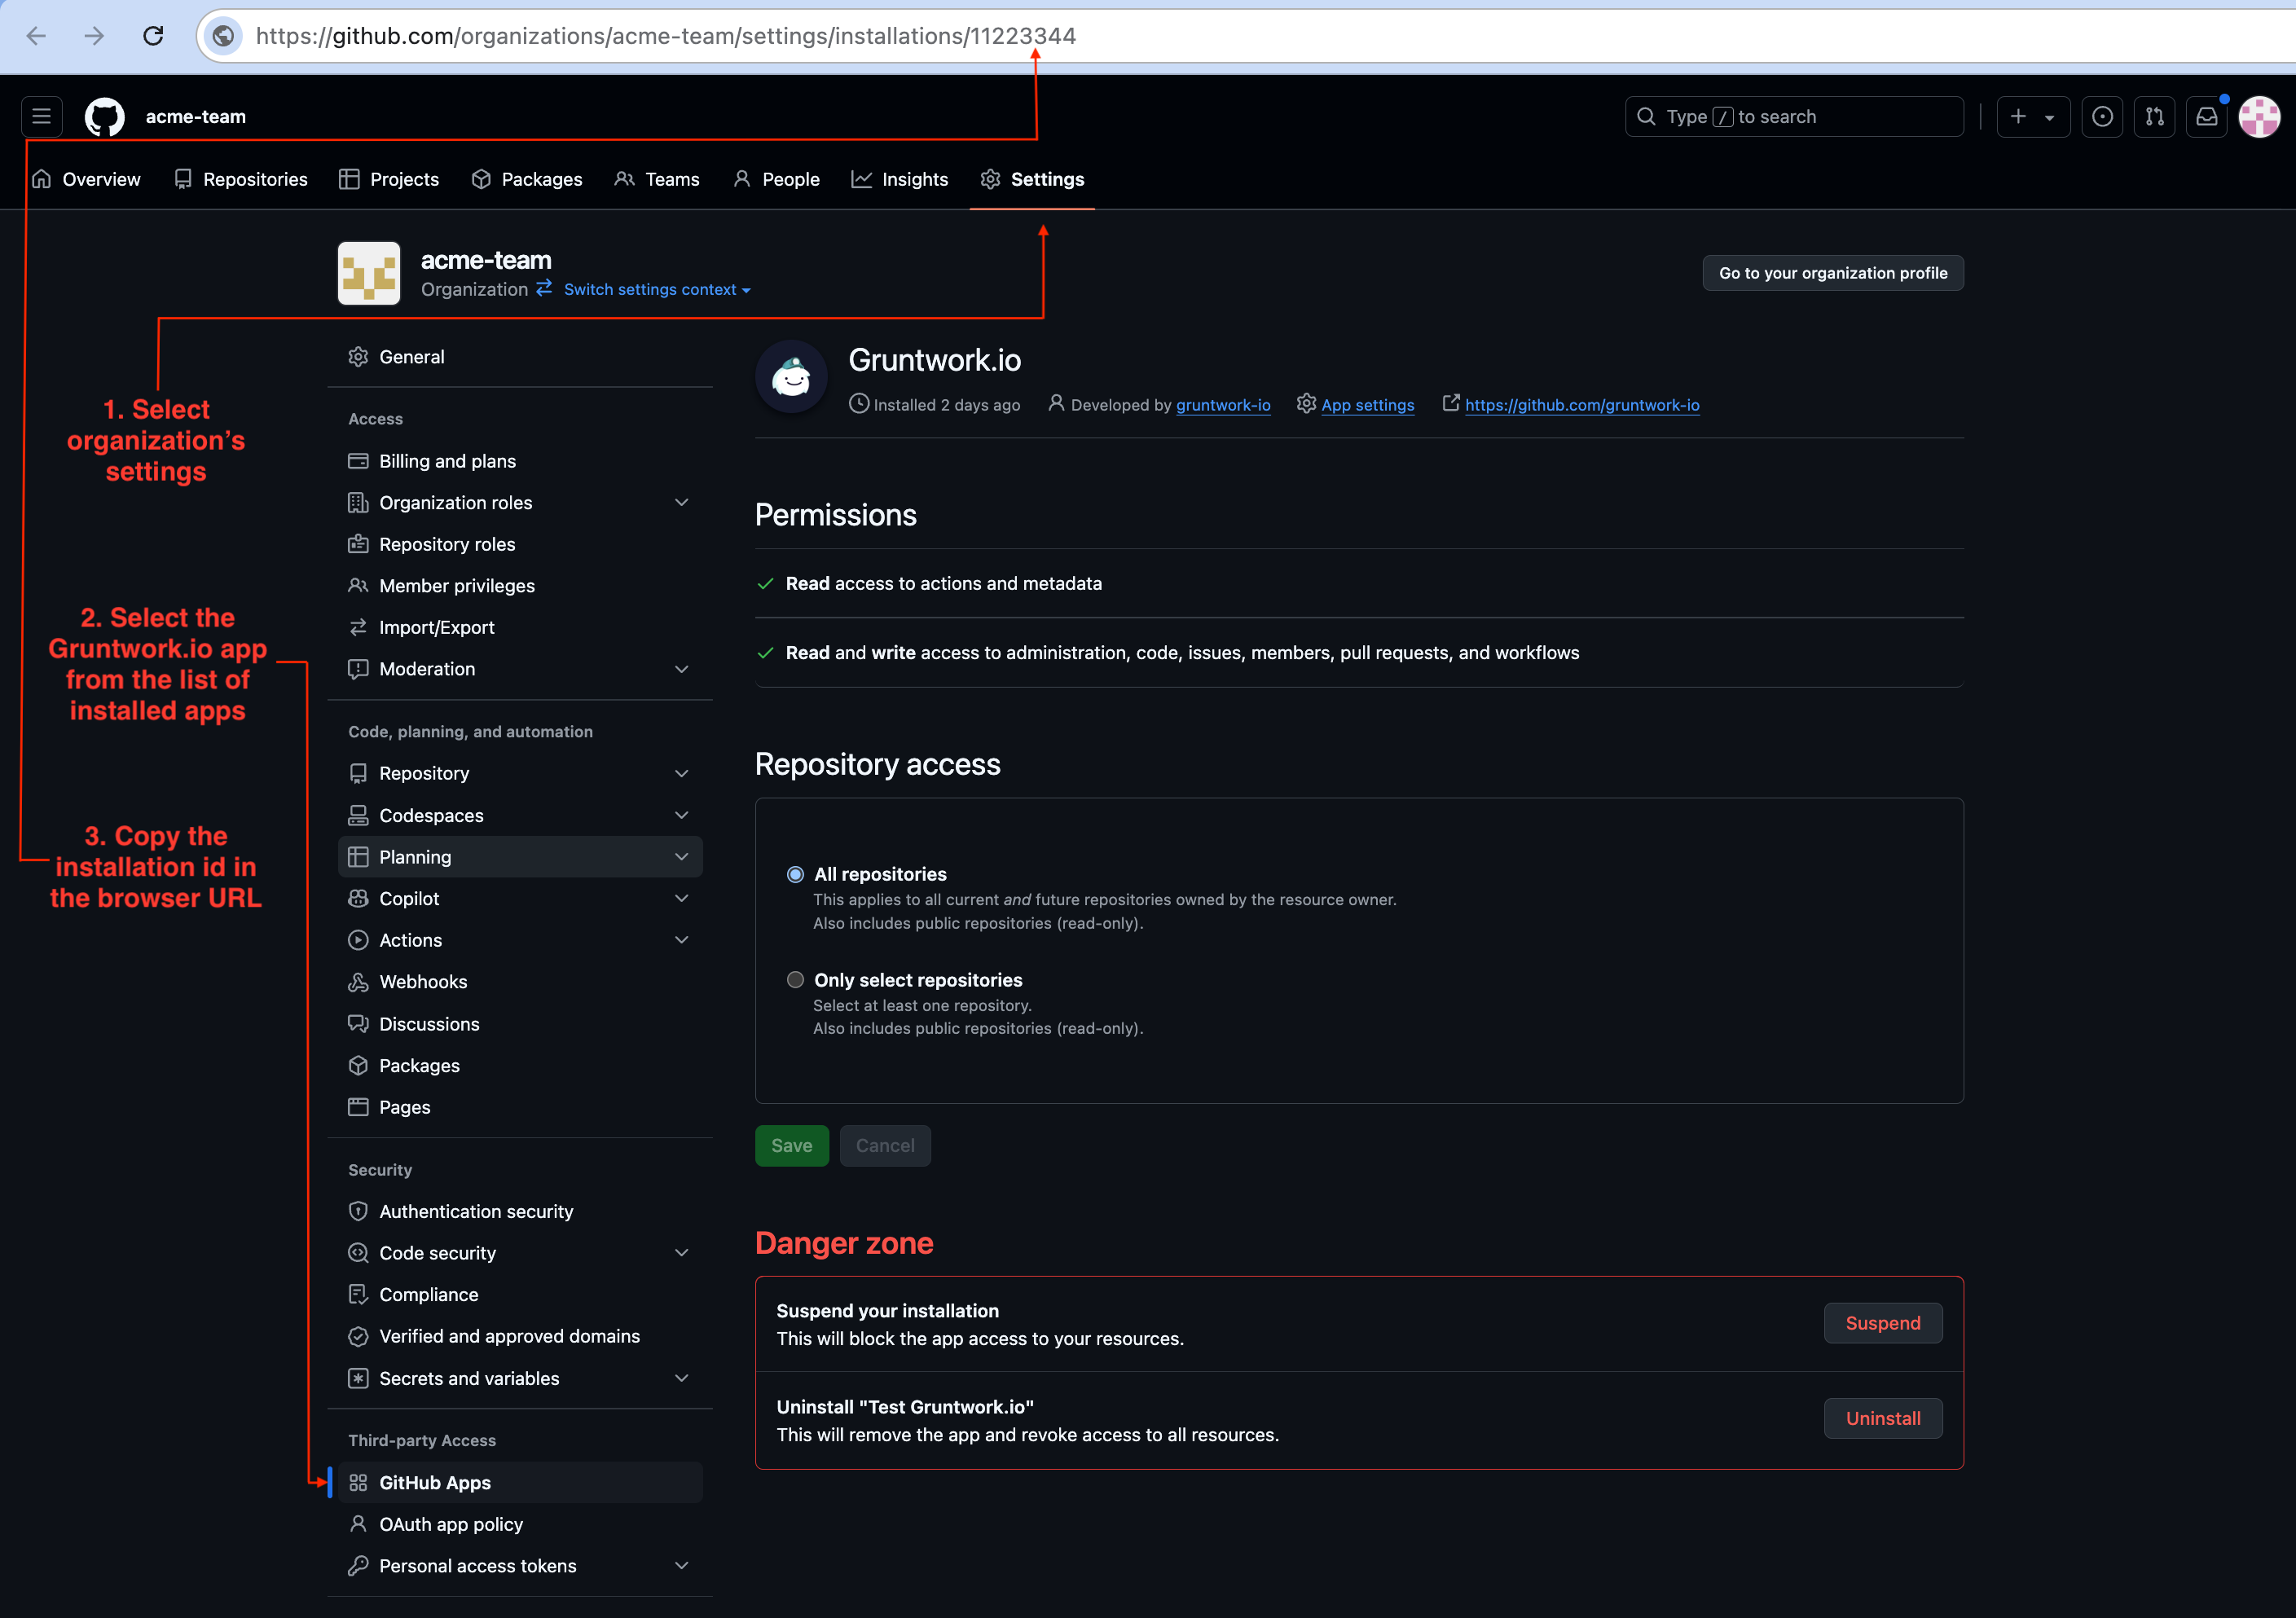 https://github.com/organizations/acme-team/settings/installations/11223344
acme-team
Type / to search
Overview
Repositories
Projects
Packages
Teams
People
Insights
Settings
acme-team
Organization
Switch settings context
Go to your organization profile
1. Select
organization’s
settings
2. Select the
Gruntwork.io app
from the list of
installed apps
3. Copy the
installation id in
the browser URL
General
Access
Billing and plans
Organization roles
Repository roles
Member privileges
Import/Export
Moderation
Code, planning, and automation
Repository
Codespaces
Planning
Copilot
Actions
Webhooks
Discussions
Packages
Pages
Security
Authentication security
Code security
Compliance
Verified and approved domains
Secrets and variables
Third-party Access
GitHub Apps
OAuth app policy
Personal access tokens
Gruntwork.io
Installed 2 days ago
Developed by gruntwork-io
App settings
https://github.com/gruntwork-io
Permissions
Read access to actions and metadata
Read and write access to administration, code, issues, members, pull requests, and workflows
Repository access
All repositories
This applies to all current and future repositories owned by the resource owner.
Also includes public repositories (read-only).
Only select repositories
Select at least one repository.
Also includes public repositories (read-only).
Save
Cancel
Danger zone
Suspend your installation
This will block the app access to your resources.
Suspend
Uninstall "Test Gruntwork.io"
This will remove the app and revoke access to all resources.
Uninstall